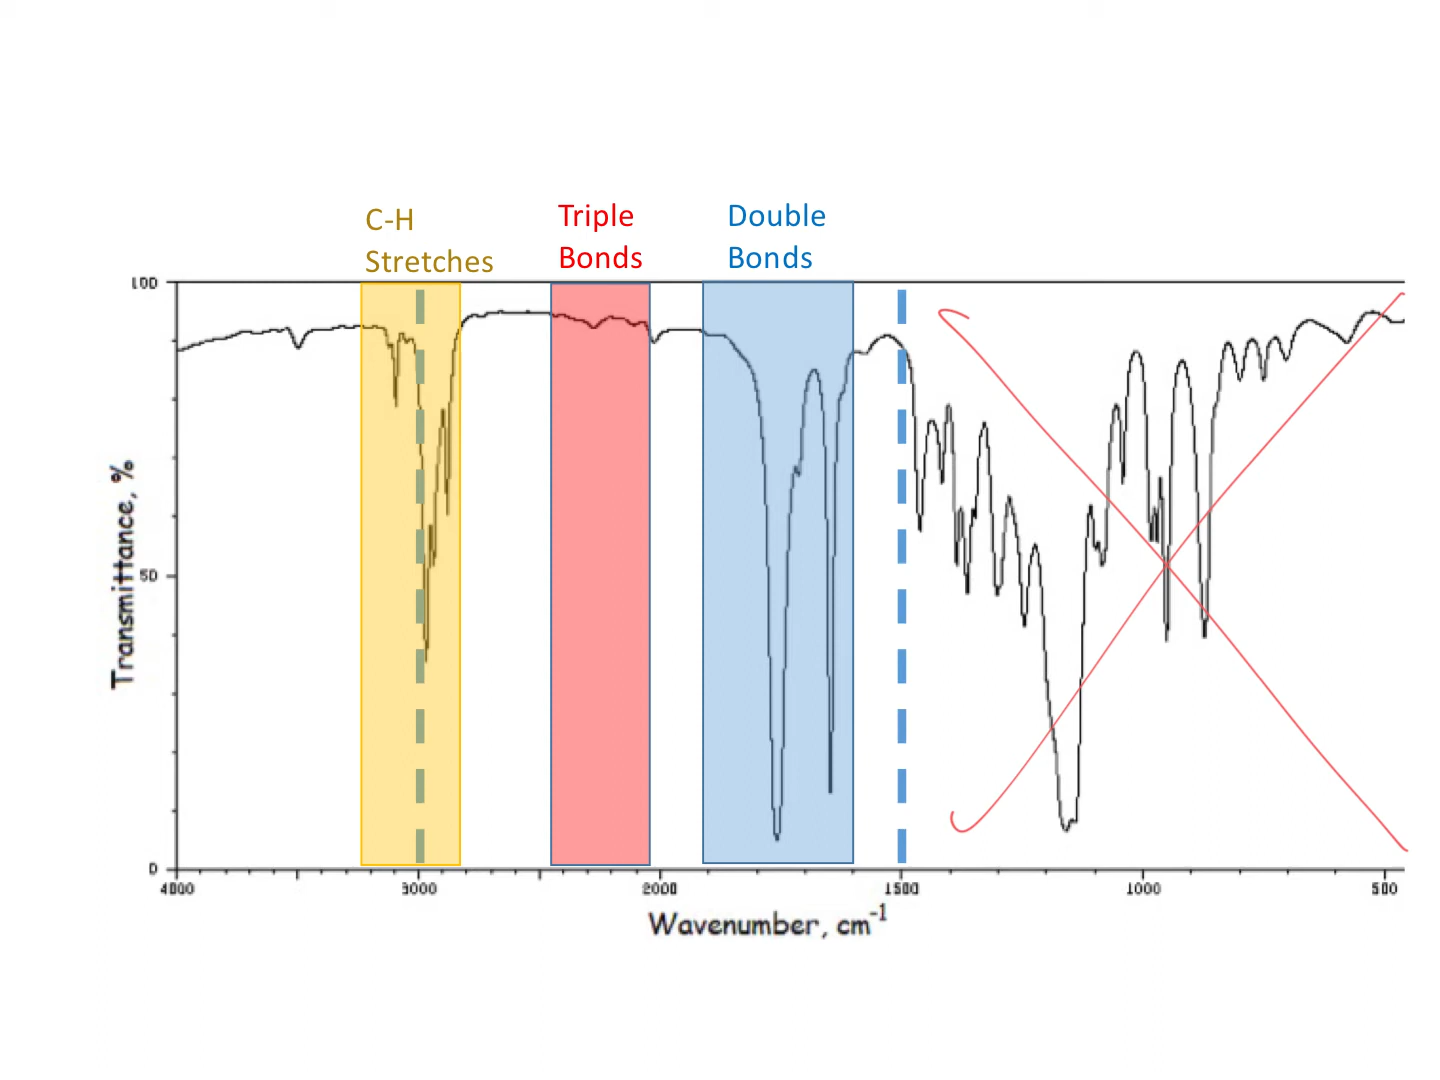 C-H
Stretches
Triple
Bonds
Double
Bonds
100
50
0
Transmittance, %
4000
3000
2000
1500
1000
500
Wavenumber, cm⁻¹